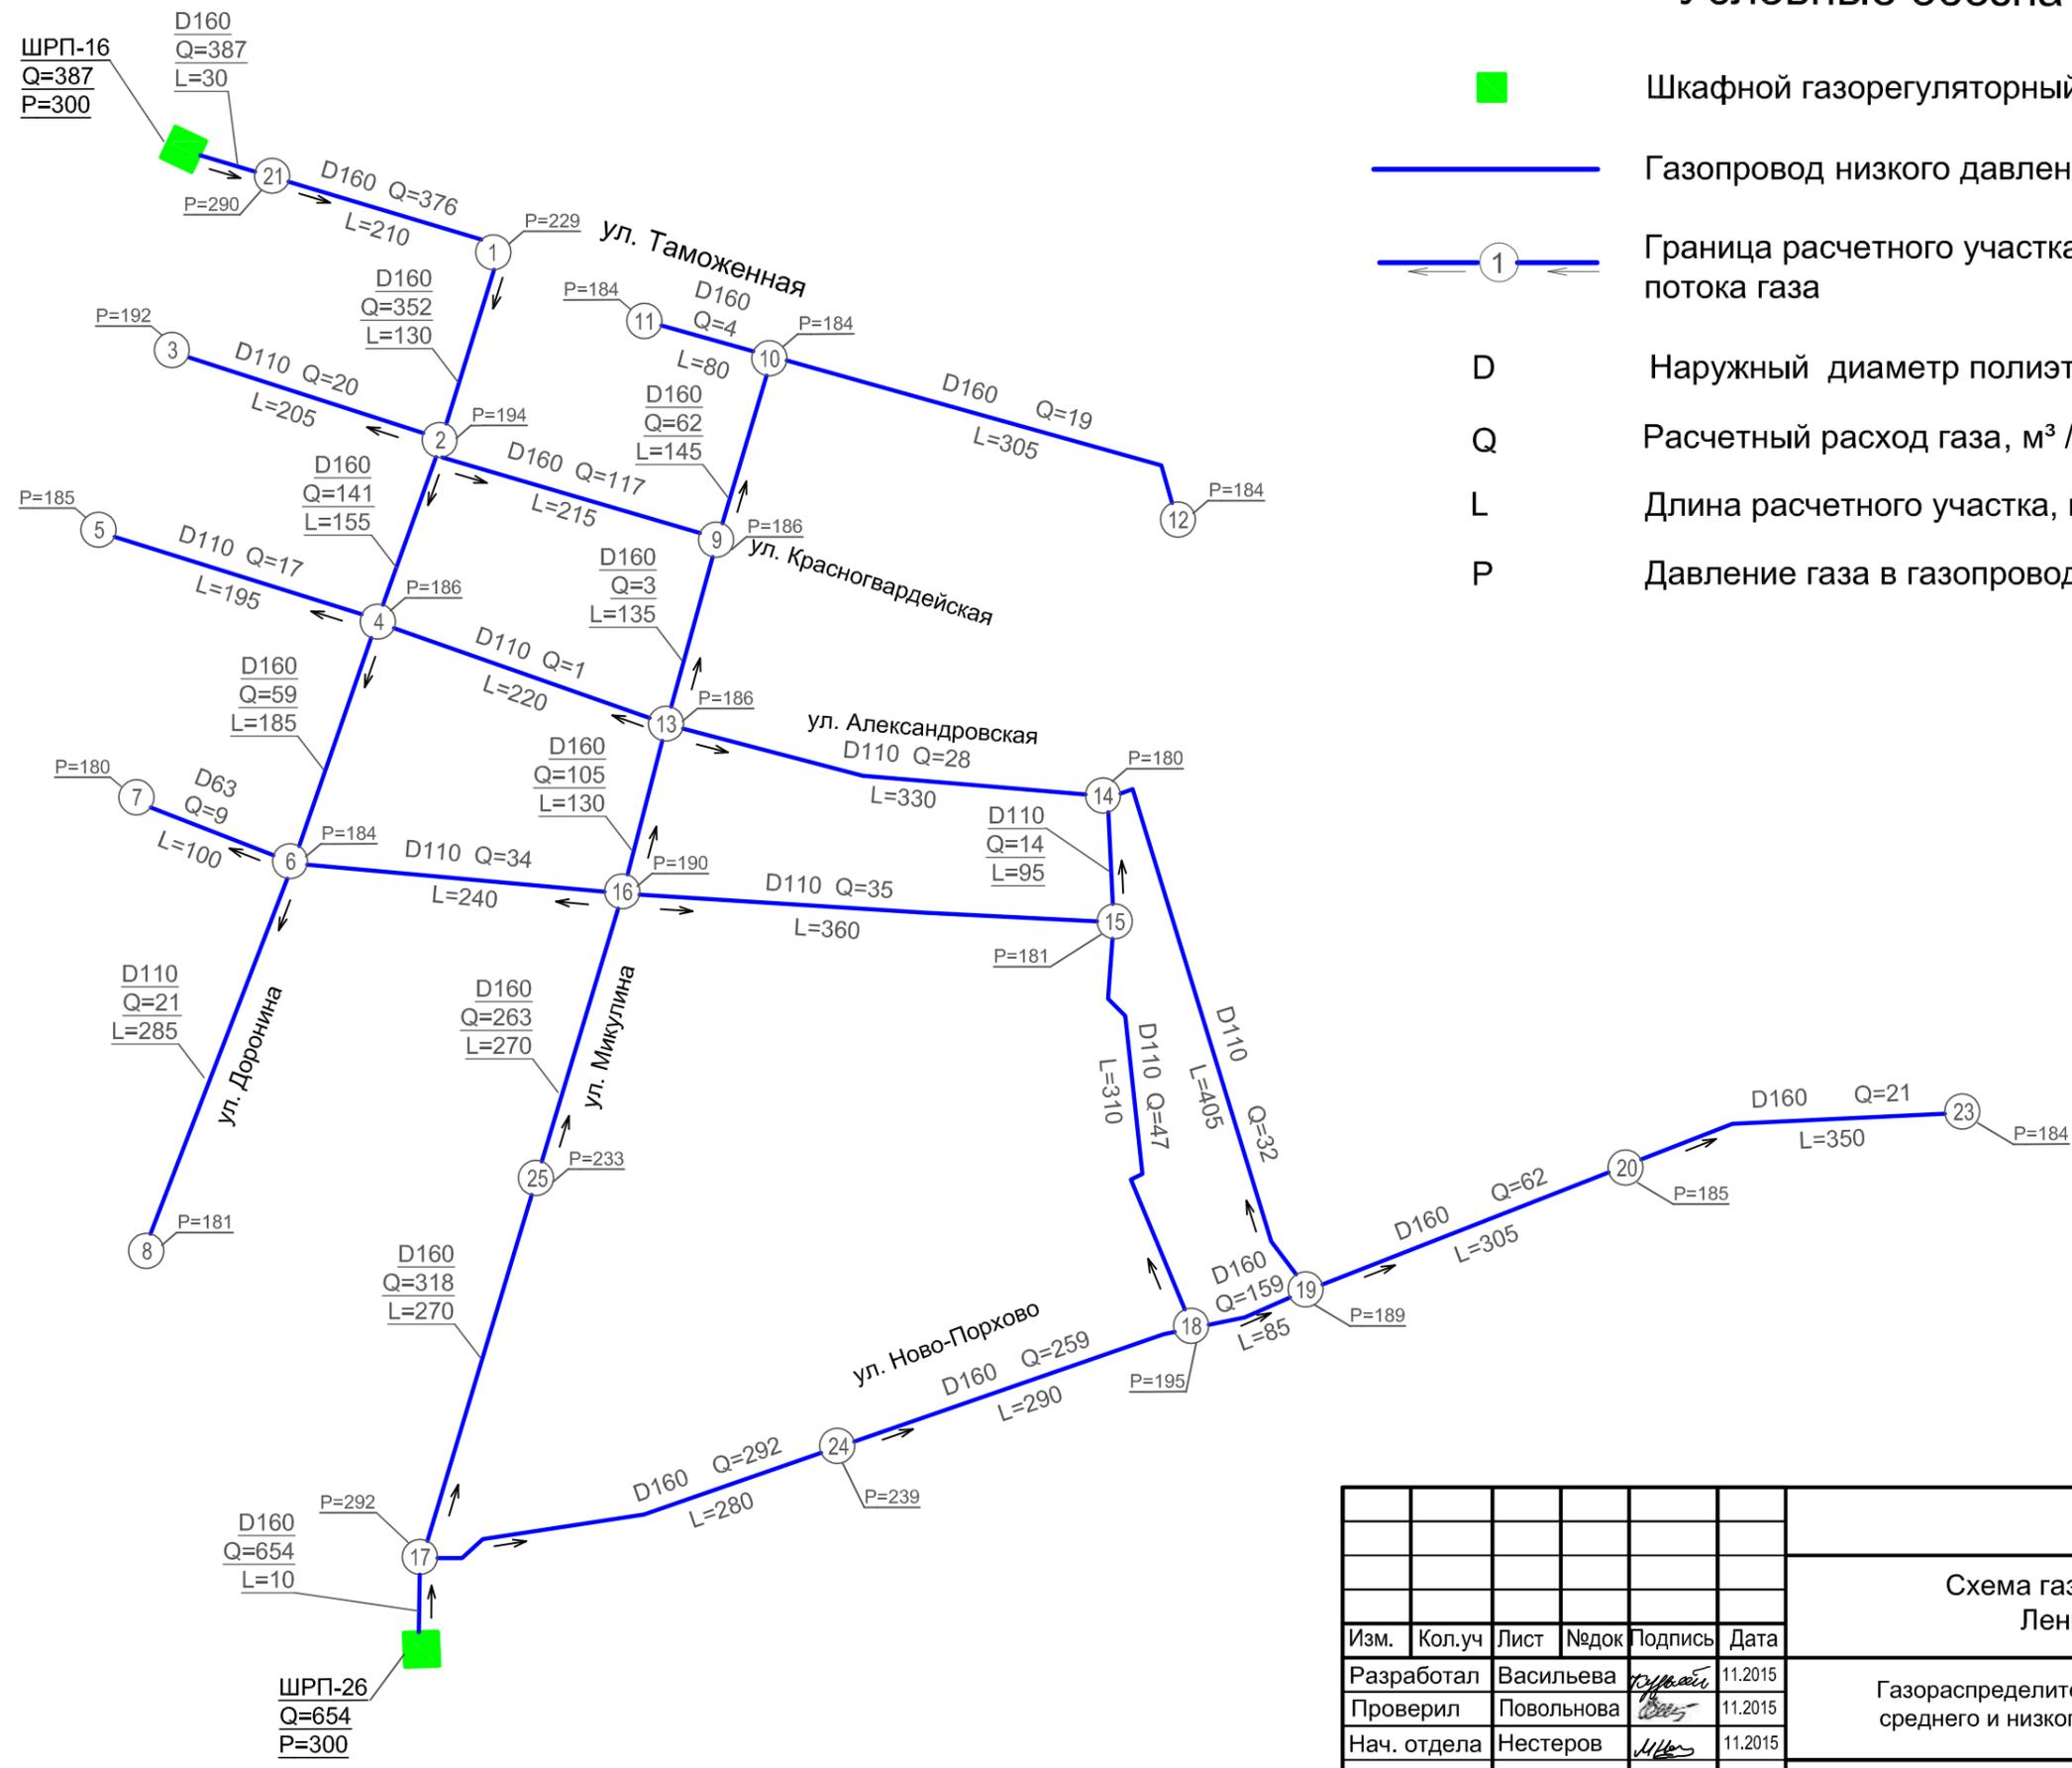 Условные обозна
ШРП-16
Q=387
P=300
D160
Q=387
L=30
21
P=290
D160 Q=376
L=210
1
P=229
ул. Таможенная
D160
Q=352
L=130
P=192
3
D110 Q=20
L=205
2
P=194
P=184
11
D160
Q=4
L=80
10
P=184
D160 Q=19
L=305
12
P=184
D160
Q=62
L=145
D160 Q=117
L=215
9
P=186
ул. Красногвардейская
D160
Q=141
L=155
P=185
5
D110 Q=17
L=195
4
P=186
D160
Q=3
L=135
D110 Q=1
L=220
13
P=186
ул. Александровская
D110 Q=28
L=330
14
P=180
D160
Q=59
L=185
D160
Q=105
L=130
P=180
7
D63
Q=9
L=100
6
P=184
D110 Q=34
L=240
16
P=190
D110 Q=35
L=360
D110
Q=14
L=95
15
P=181
D110
Q=21
L=285
ул. Доронина
8
P=181
D160
Q=263
L=270
ул. Микулина
25
P=233
D110 Q=47
L=310
D110 Q=32
L=405
D160
Q=318
L=270
D160 Q=21
L=350
23
P=184
20
P=185
D160 Q=62
L=305
D160
Q=159
L=85
19
P=189
18
P=195
ул. Ново-Порхово
D160 Q=259
L=290
24
P=239
D160 Q=292
L=280
P=292
17
D160
Q=654
L=10
ШРП-26
Q=654
P=300
Шкафной газорегуляторный
Газопровод низкого давлен
1
Граница расчетного участка
потока газа
D Наружный диаметр полиэт
Q Расчетный расход газа, м³ /
L Длина расчетного участка,
P Давление газа в газопровод
Схема газ
Лен
Изм. Кол.уч Лист №док Подпись Дата
Разработал Васильева 11.2015
Проверил Повольнова 11.2015
Нач. отдела Нестеров 11.2015
Газораспределите
среднего и низког